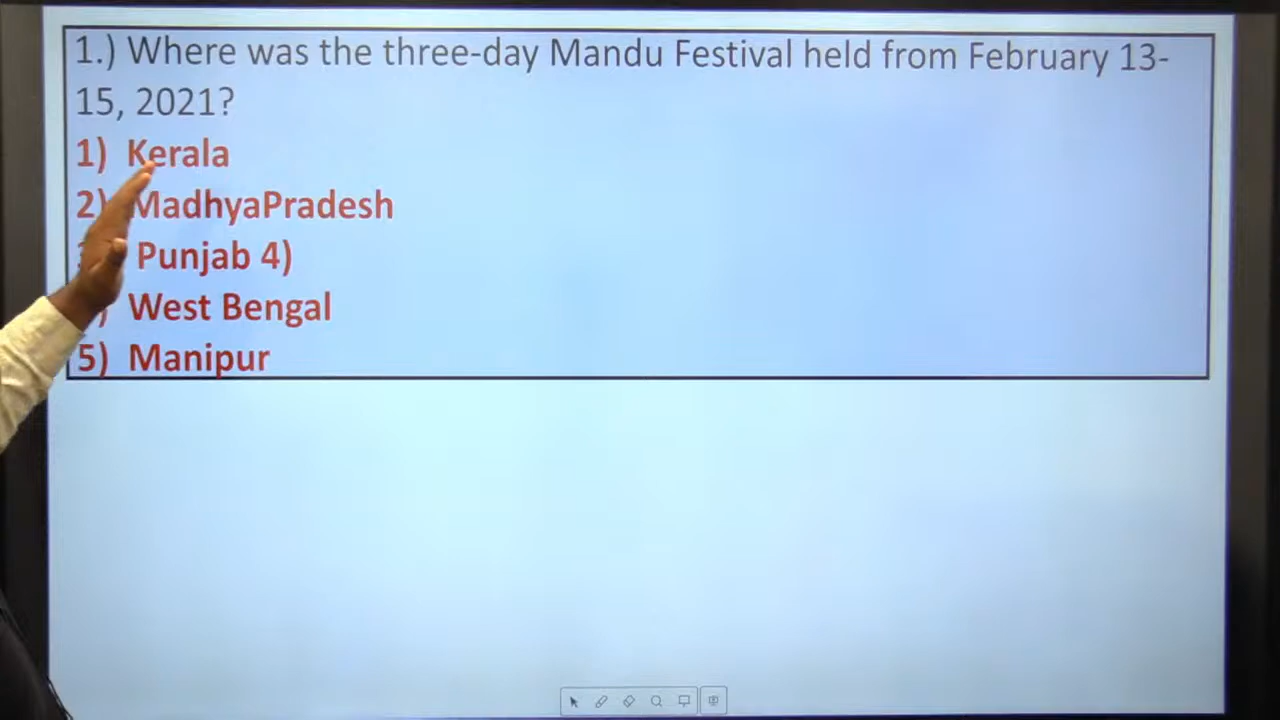 1.) Where was the three-day Mandu Festival held from February 13-
15, 2021?
1) Kerala
2) MadhyaPradesh
Punjab 4)
West Bengal
5) Manipur